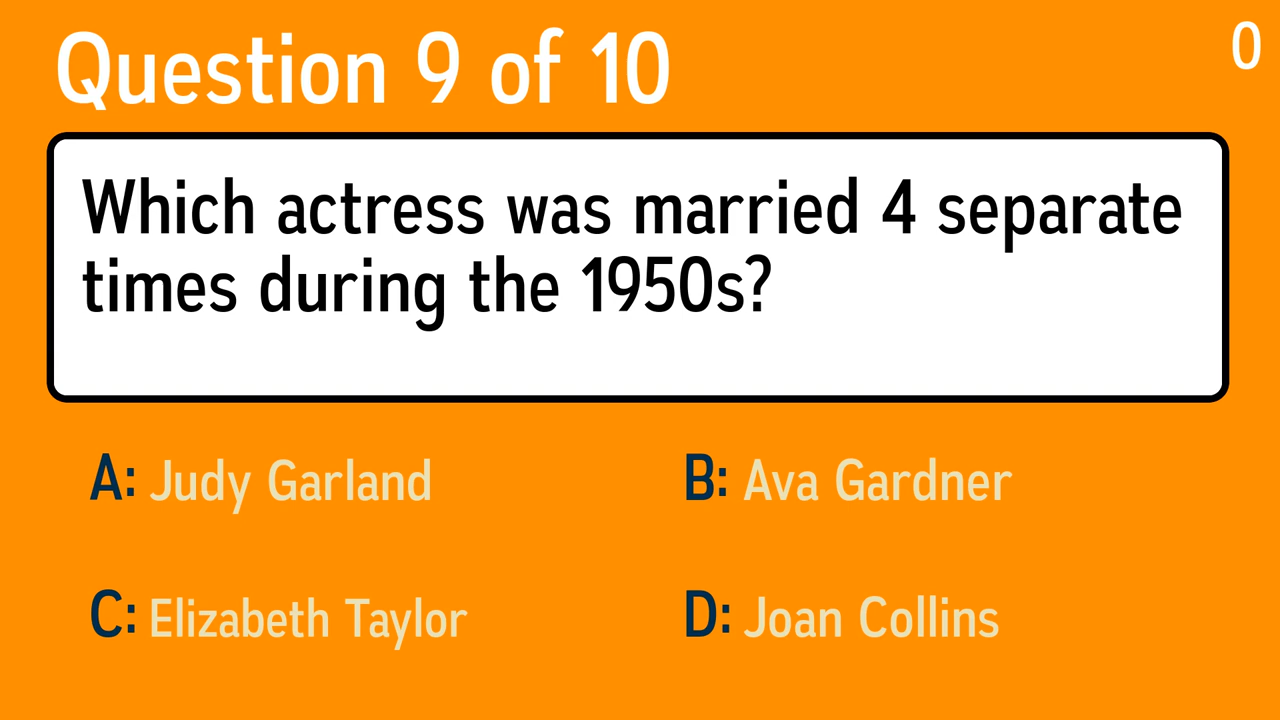 Question 9 of 10
0
Which actress was married 4 separate
times during the 1950s?
A: Judy Garland
B: Ava Gardner
C: Elizabeth Taylor
D: Joan Collins